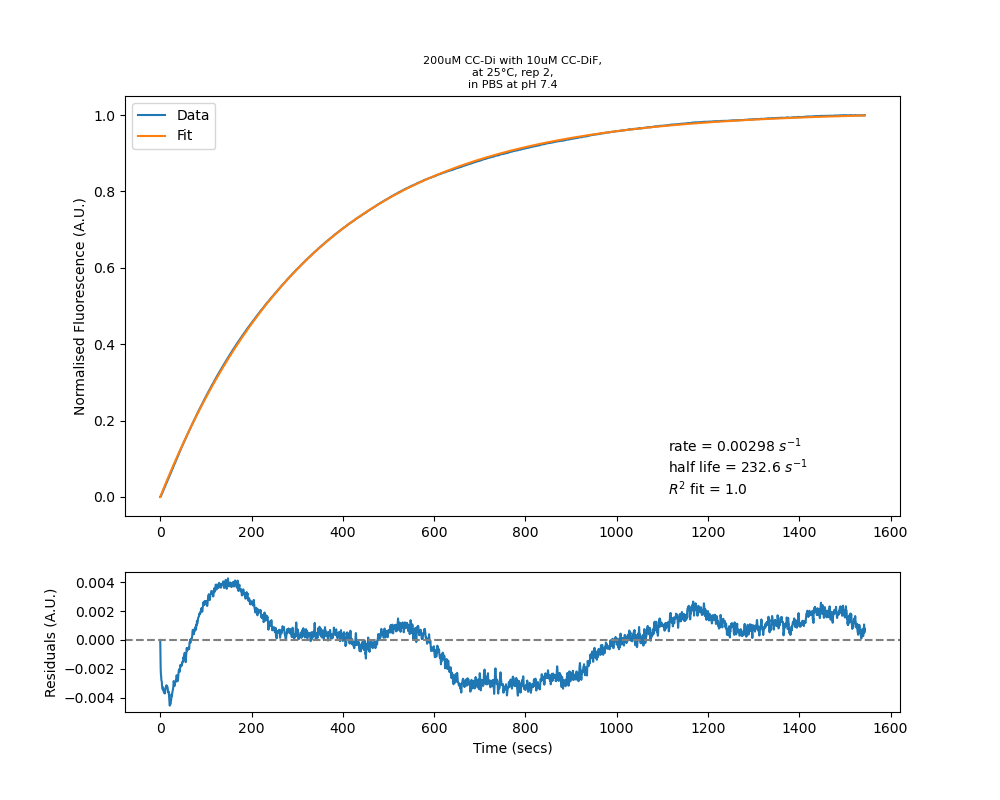 200uM CC-Di with 10uM CC-DiF,
at 25°C, rep 2,
in PBS at pH 7.4
Normalised Fluorescence (A.U.)
1.0
0.8
0.6
0.4
0.2
0.0
Data
Fit
rate = 0.00298 s⁻¹
half life = 232.6 s⁻¹
R² fit = 1.0
0 200 400 600 800 1000 1200 1400 1600
Residuals (A.U.)
0.004
0.002
0.000
−0.002
−0.004
0 200 400 600 800 1000 1200 1400 1600
Time (secs)